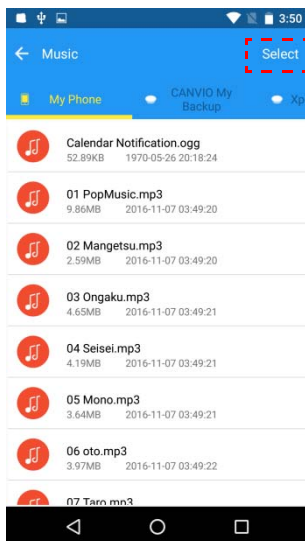 3:50
Music
Select
My Phone
CANVIO My
Backup
Xp
Calendar Notification.ogg
52.89KB 1970-05-26 20:18:24
01 PopMusic.mp3
9.86MB 2016-11-07 03:49:20
02 Mangetsu.mp3
2.59MB 2016-11-07 03:49:20
03 Ongaku.mp3
4.65MB 2016-11-07 03:49:21
04 Seisei.mp3
4.19MB 2016-11-07 03:49:21
05 Mono.mp3
3.64MB 2016-11-07 03:49:21
06 oto.mp3
3.97MB 2016-11-07 03:49:22
07 Taro.mp3